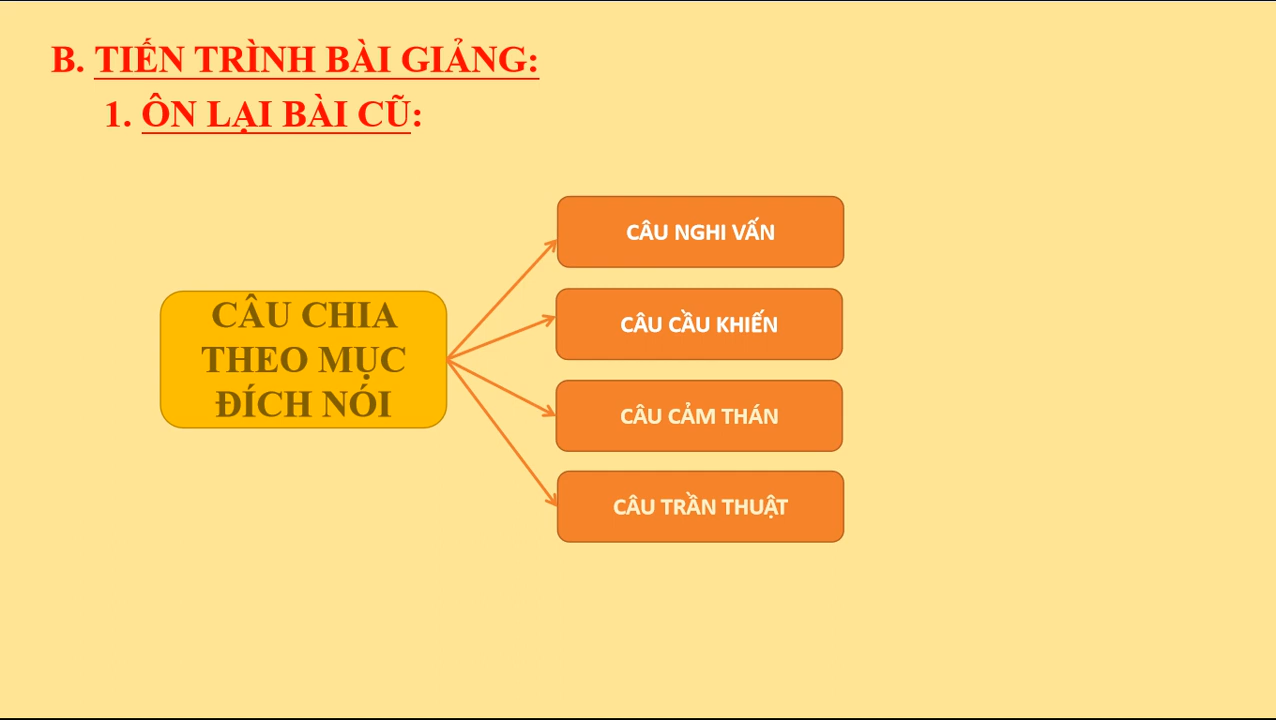 B. TIẾN TRÌNH BÀI GIẢNG:
1. ÔN LẠI BÀI CŨ:
CÂU CHIA
THEO MỤC
ĐÍCH NÓI
CÂU NGHI VẤN
CÂU CẦU KHIẾN
CÂU CẢM THÁN
CÂU TRẦN THUẬT